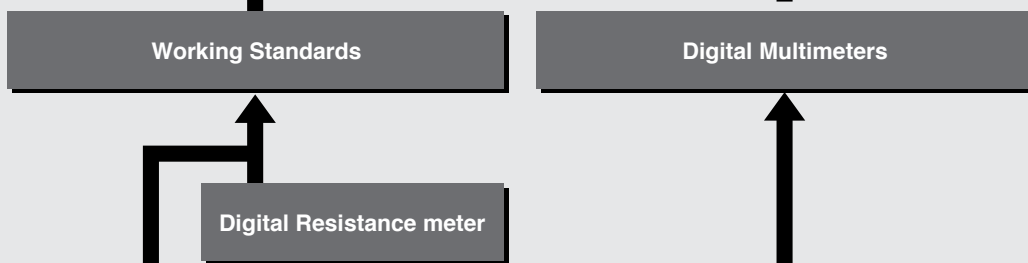 Working Standards
Digital Multimeters
Digital Resistance meter